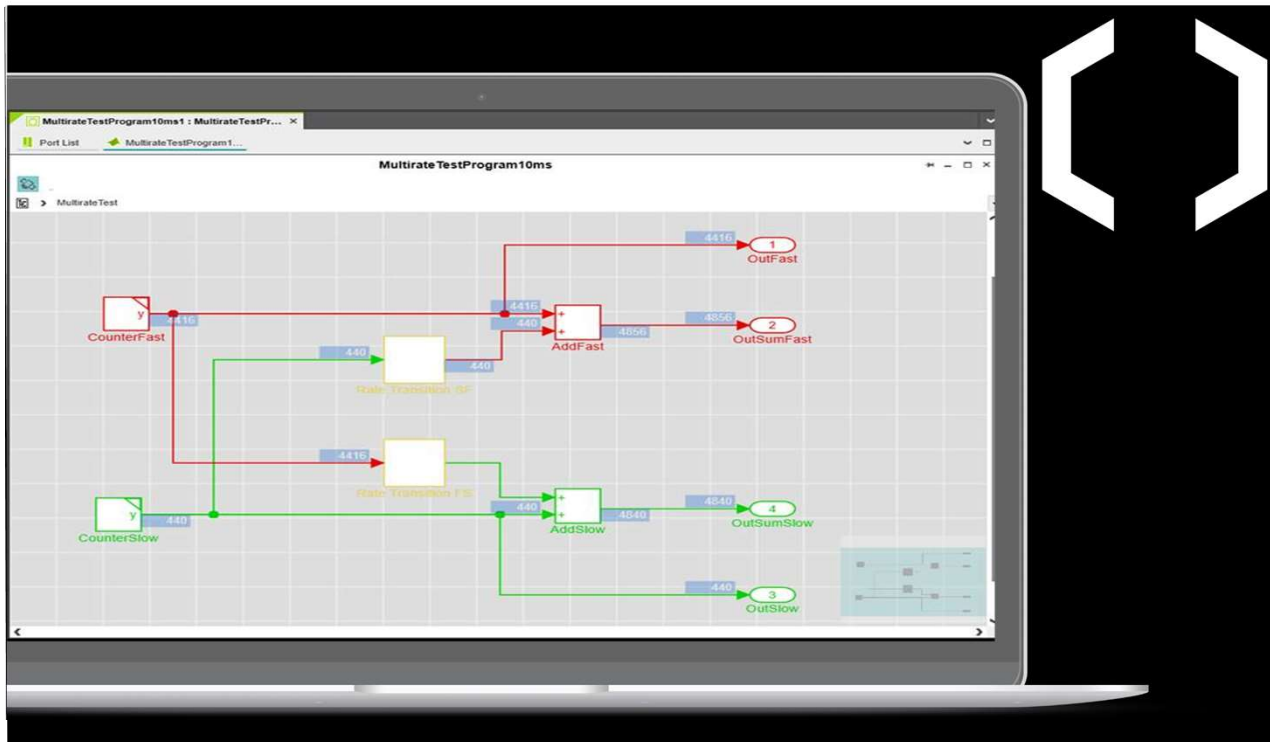 MultirateTestProgram10ms1 : MultirateTestPr... ×
Port List MultirateTestProgram1...
MultirateTestProgram10ms
1C > MultirateTest
4416
1
OutFast
y
4416
CounterFast
4416
+
440
+
AddFast
4856
4856
2
OutSumFast
440
440
Rate Transition SF
4416
Rate Transition FS
y
440
CounterSlow
+
440
+
AddSlow
4840
4840
4
OutSumSlow
440
3
OutSlow